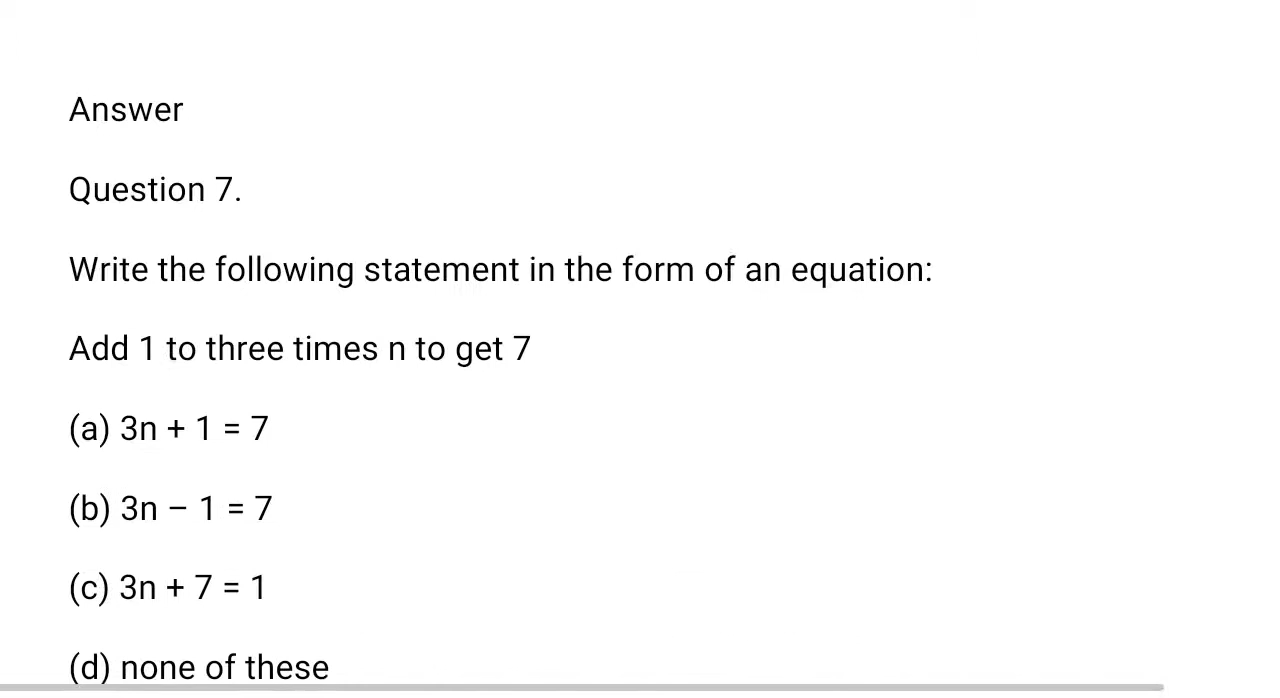 Answer
Question 7.
Write the following statement in the form of an equation:
Add 1 to three times n to get 7
(a) 3n + 1 = 7
(b) 3n – 1 = 7
(c) 3n + 7 = 1
(d) none of these